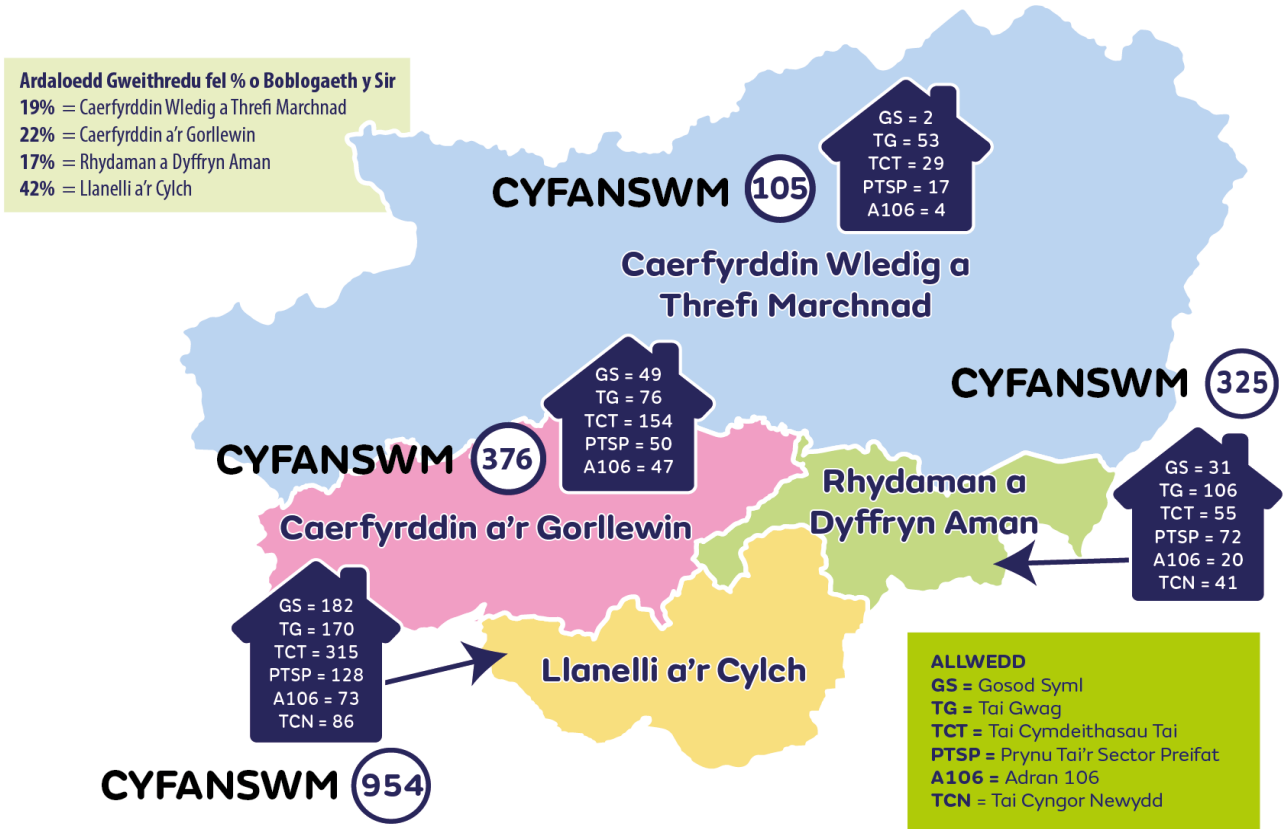 Ardaloedd Gweithredu fel % o Boblogaeth y Sir
19% = Caerfyrddin Wledig a Threfi Marchnad
22% = Caerfyrddin a'r Gorllewin
17% = Rhydaman a Dyffryn Aman
42% = Llanelli a'r Cylch
CYFANSWM 105
GS = 2
TG = 53
TCT = 29
PTSP = 17
A106 = 4
Caerfyrddin Wledig a
Threfi Marchnad
CYFANSWM 376
GS = 49
TG = 76
TCT = 154
PTSP = 50
A106 = 47
Caerfyrddin a'r Gorllewin
CYFANSWM 325
GS = 31
TG = 106
TCT = 55
PTSP = 72
A106 = 20
TCN = 41
Rhydaman a
Dyffryn Aman
GS = 182
TG = 170
TCT = 315
PTSP = 128
A106 = 73
TCN = 86
CYFANSWM 954
Llanelli a'r Cylch
ALLWEDD
GS = Gosod Syml
TG = Tai Gwag
TCT = Tai Cymdeithasau Tai
PTSP = Prynu Tai'r Sector Preifat
A106 = Adran 106
TCN = Tai Cyngor Newydd